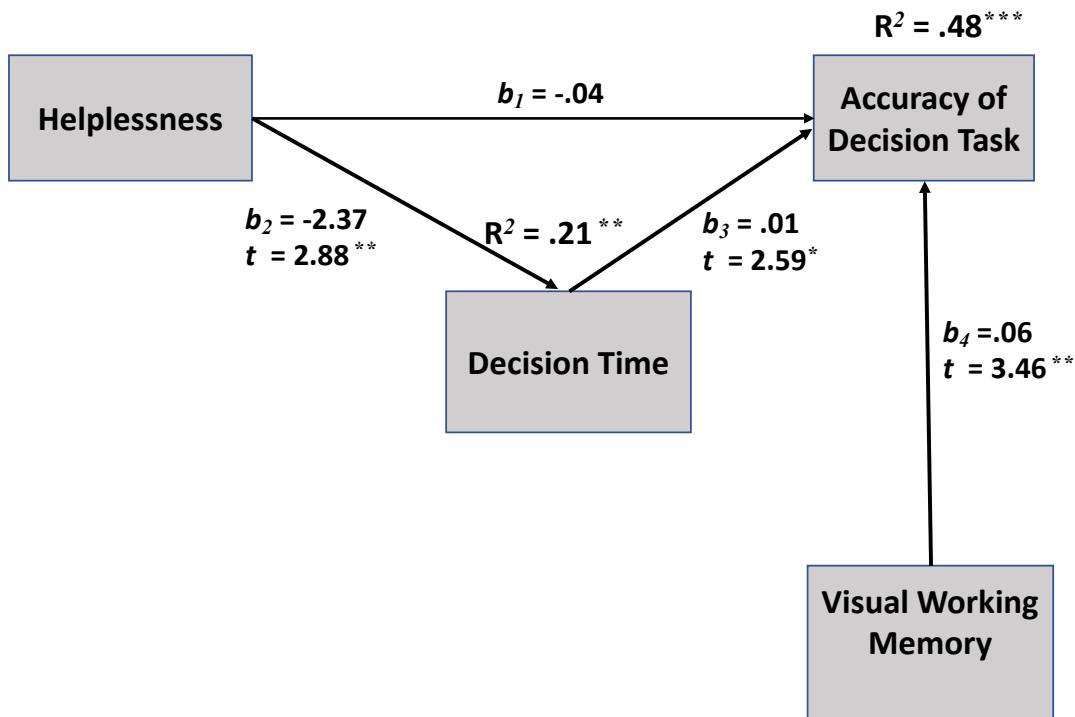 R² = .48***
Helplessness
b₁ = -.04
Accuracy of
Decision Task
b₂ = -2.37
t = 2.88**
R² = .21**
b₃ = .01
t = 2.59*
Decision Time
b₄ =.06
t = 3.46**
Visual Working
Memory